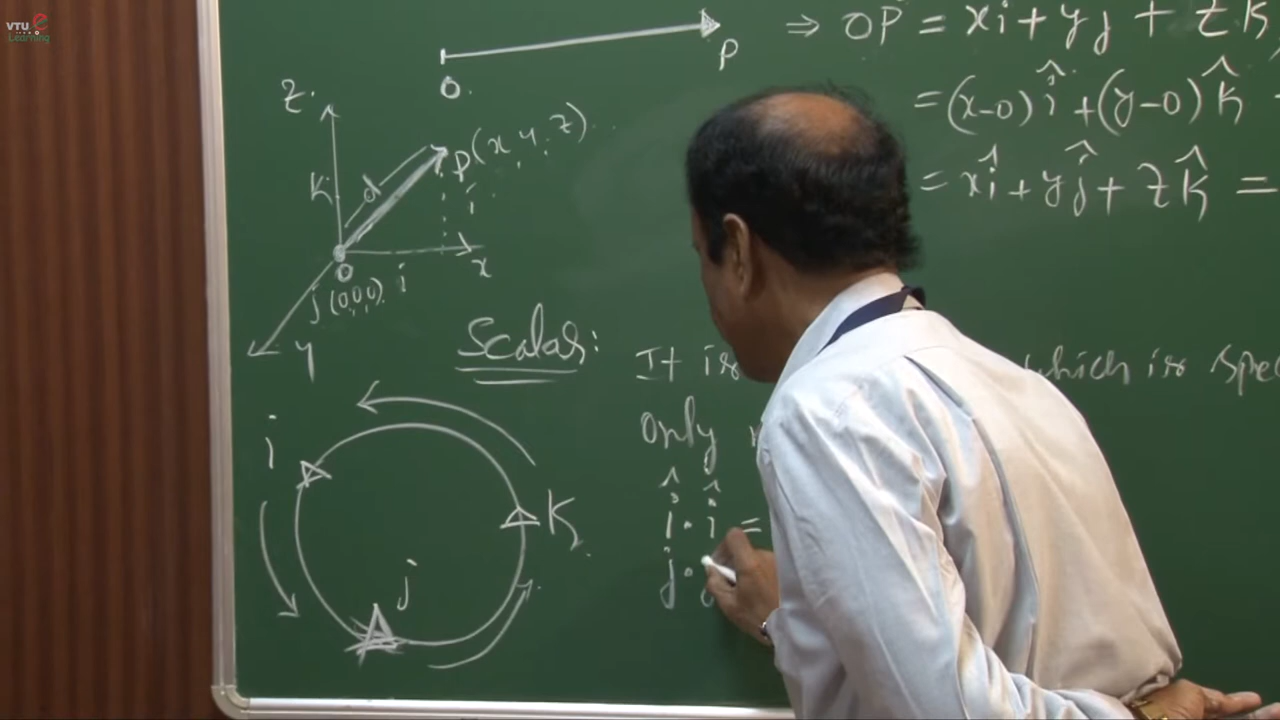 VTU e
Learning
O P
⇒ OP = xi + yj + zk
= (x-0) î + (y-0) k̂ =
= xî + yĵ + zk̂ =
Z
P(x, y, z)
K d i
O x
j (0,0,0) i
y
Scalar: It is which is spe
Only
î . î =
j .
i
K
j